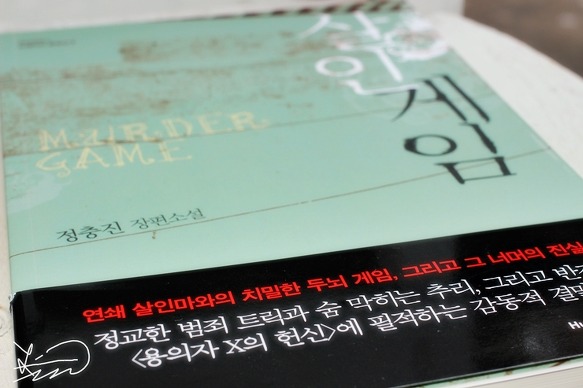 살인
게임
MURDER
GAME
정충진 장편소설
연쇄 살인마와의 치밀한 두뇌 게임, 그리고 그 너머의 진실
정교한 범죄 트릭과 숨 막히는 추리, 그리고 반전
〈용의자 X의 헌신〉에 필적하는 감동적 결말